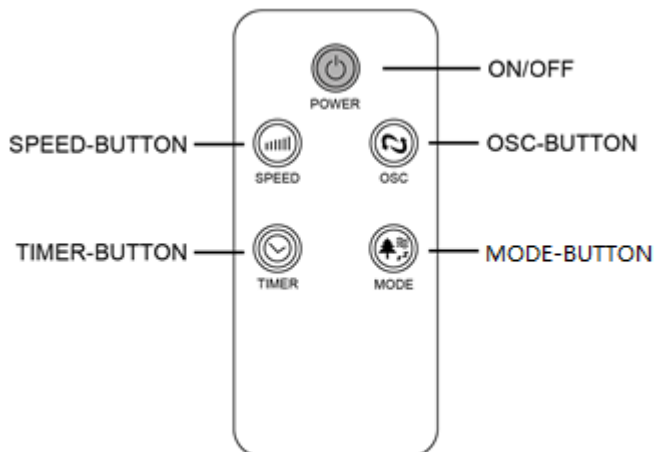 ON/OFF
POWER
SPEED-BUTTON
OSC-BUTTON
SPEED
OSC
TIMER-BUTTON
MODE-BUTTON
TIMER
MODE